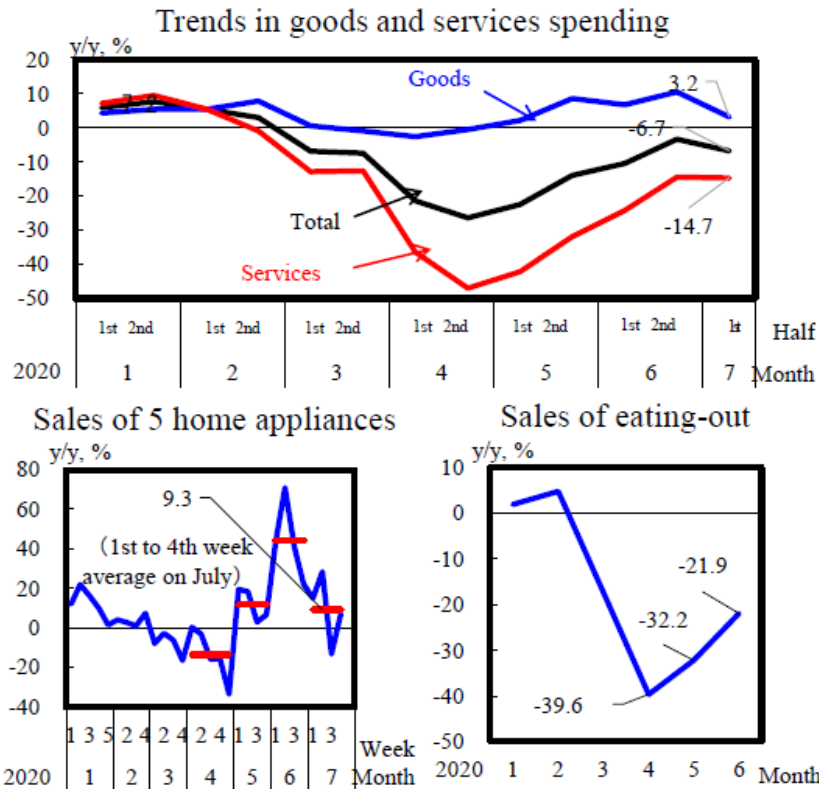 Trends in goods and services spending
y/y, %
20
10
0
-10
-20
-30
-40
-50
Goods
3.2
-6.7
Total
-14.7
Services
1st 2nd 1st 2nd 1st 2nd 1st 2nd 1st 2nd 1st 2nd 1st Half
2020 1 2 3 4 5 6 7 Month
Sales of 5 home appliances
y/y, %
80
60
40
20
0
-20
-40
9.3
(1st to 4th week
average on July)
1 3 5 2 4 2 4 2 4 1 3 1 3 1 3 Week
2020 1 2 3 4 5 6 7 Month
Sales of eating-out
y/y, %
10
0
-10
-20
-30
-40
-50
-21.9
-32.2
-39.6
2020 1 2 3 4 5 6 Month